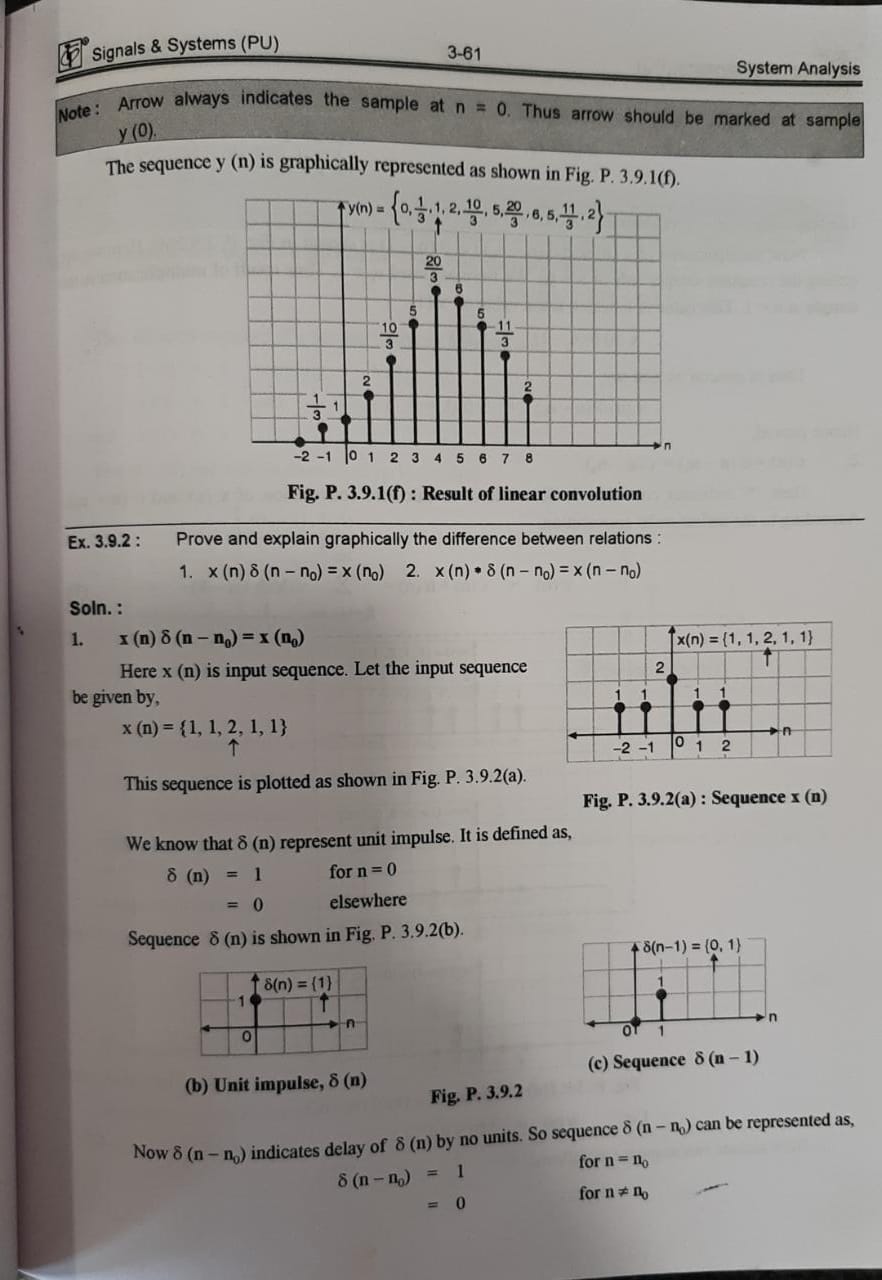 Signals & Systems (PU) 3-61 System Analysis
Note : Arrow always indicates the sample at n = 0. Thus arrow should be marked at sample
y (0).
The sequence y (n) is graphically represented as shown in Fig. P. 3.9.1(f).
y(n) = {0, 1/3, 1, 2, 10/3, 5, 20/3, 6, 5, 11/3, 2}
↑
20/3
6
5 5
10/3 11/3
2 2
1/3 1
-2 -1 0 1 2 3 4 5 6 7 8 n
Fig. P. 3.9.1(f) : Result of linear convolution
Ex. 3.9.2 : Prove and explain graphically the difference between relations :
1. x (n) δ (n – n₀) = x (n₀) 2. x (n) • δ (n – n₀) = x (n – n₀)
Soln. :
1. x (n) δ (n – n₀) = x (n₀)
Here x (n) is input sequence. Let the input sequence
be given by,
x (n) = {1, 1, 2, 1, 1}
↑
This sequence is plotted as shown in Fig. P. 3.9.2(a).
x(n) = {1, 1, 2, 1, 1}
↑
2
1 1 1 1
-2 -1 0 1 2 n
Fig. P. 3.9.2(a) : Sequence x (n)
We know that δ (n) represent unit impulse. It is defined as,
δ (n) = 1 for n = 0
= 0 elsewhere
Sequence δ (n) is shown in Fig. P. 3.9.2(b).
δ(n) = {1}
↑
1
0 n
(b) Unit impulse, δ (n)
δ(n–1) = {0, 1}
↑
1
0 1 n
(c) Sequence δ (n – 1)
Fig. P. 3.9.2
Now δ (n – n₀) indicates delay of δ (n) by no units. So sequence δ (n – n₀) can be represented as,
δ (n – n₀) = 1 for n = n₀
= 0 for n ≠ n₀